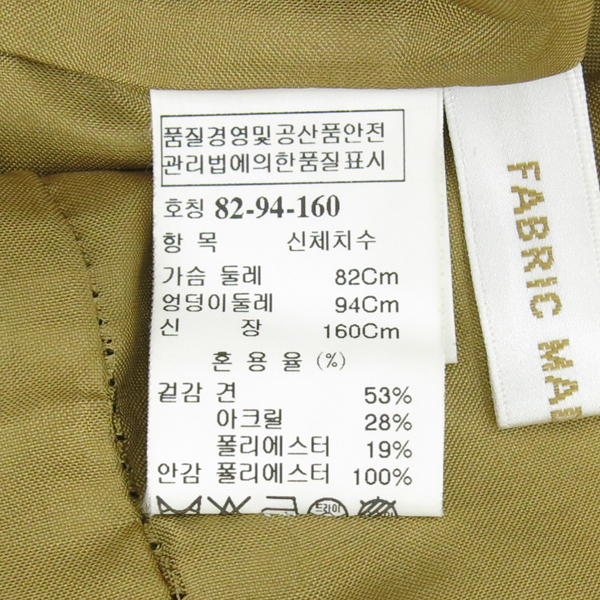 품질경영및공산품안전
관리법에의한품질표시
호칭 82-94-160
항 목 신체치수
가슴 둘레 82Cm
엉덩이둘레 94Cm
신 장 160Cm
혼 용 율 (%)
겉감 견 53%
아크릴 28%
폴리에스터 19%
안감 폴리에스터 100%
드라이
FABRIC MA